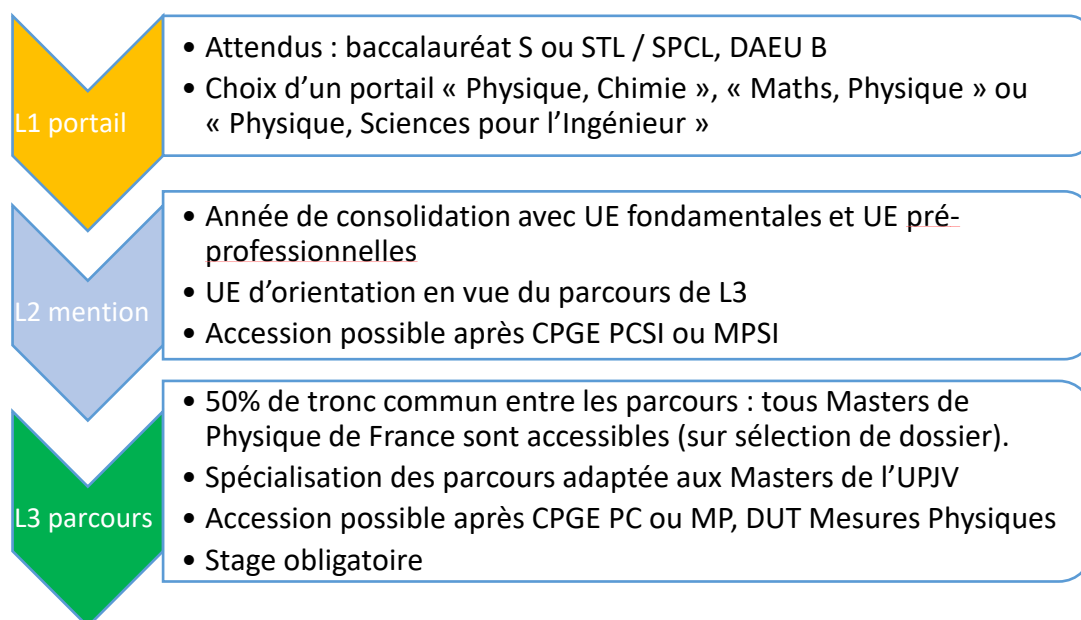 L1 portail
• Attendus : baccalauréat S ou STL / SPCL, DAEU B
• Choix d’un portail « Physique, Chimie », « Maths, Physique » ou
« Physique, Sciences pour l’Ingénieur »
L2 mention
• Année de consolidation avec UE fondamentales et UE pré-
professionnelles
• UE d’orientation en vue du parcours de L3
• Accession possible après CPGE PCSI ou MPSI
L3 parcours
• 50% de tronc commun entre les parcours : tous Masters de
Physique de France sont accessibles (sur sélection de dossier).
• Spécialisation des parcours adaptée aux Masters de l’UPJV
• Accession possible après CPGE PC ou MP, DUT Mesures Physiques
• Stage obligatoire